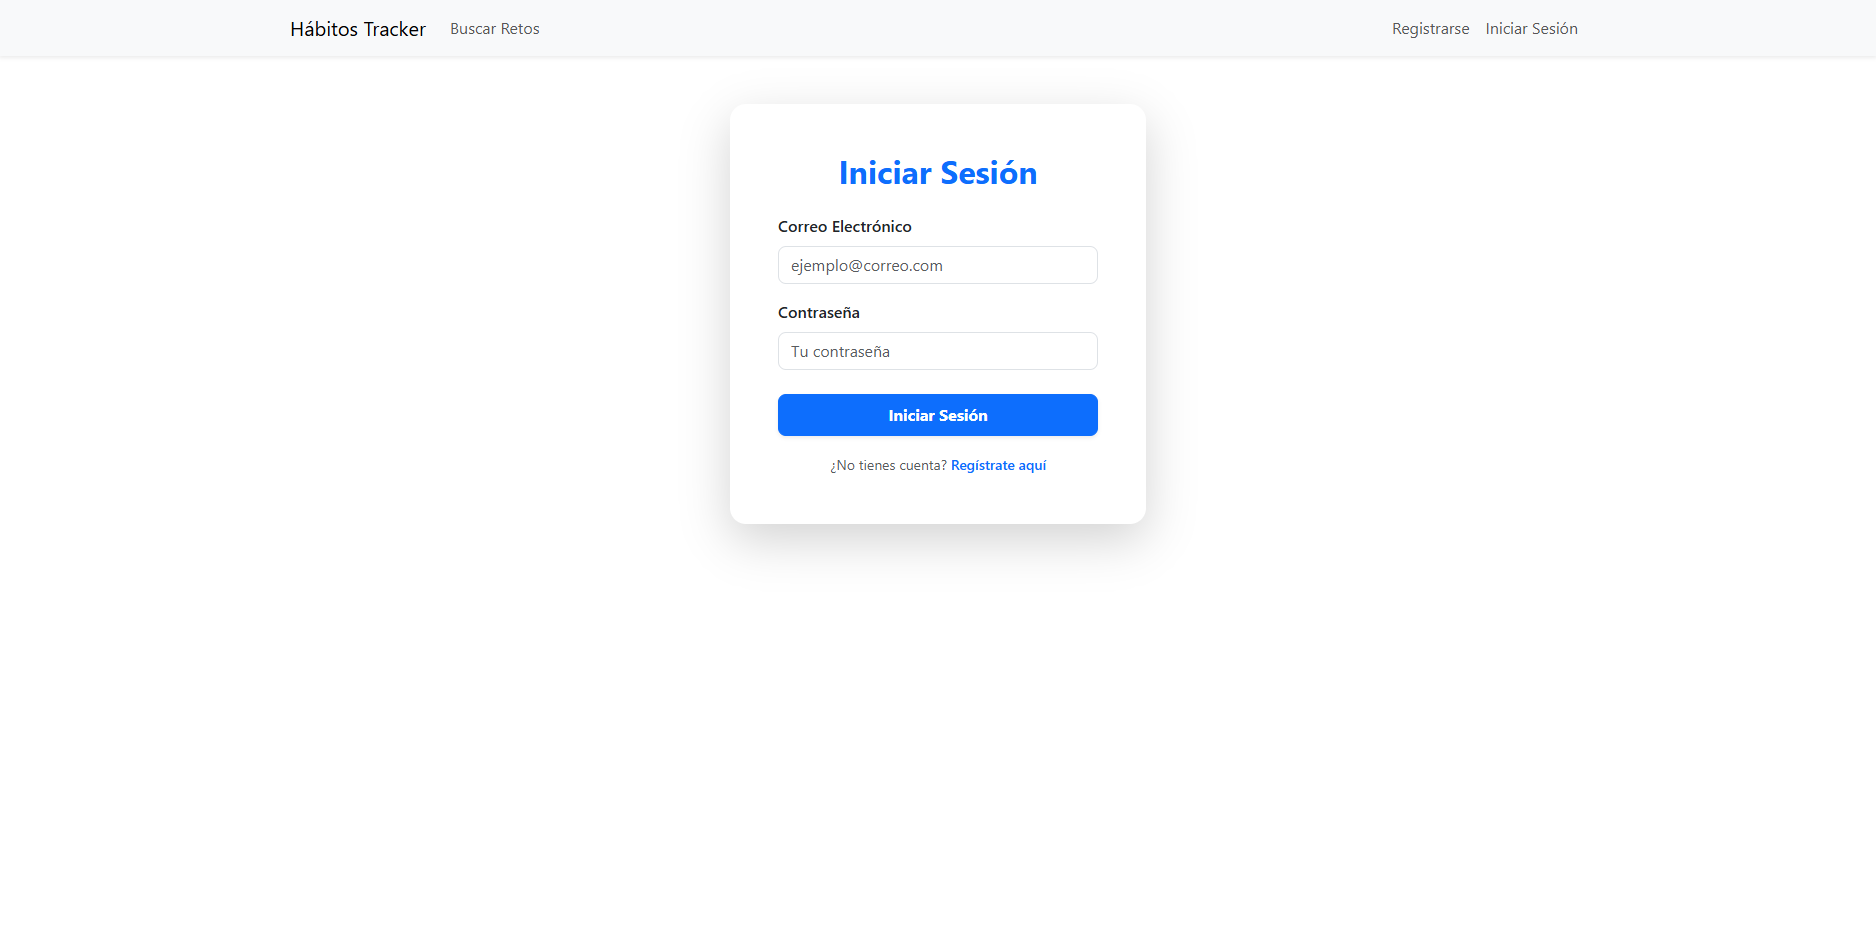 Hábitos Tracker Buscar Retos Registrarse Iniciar Sesión
Iniciar Sesión
Correo Electrónico
ejemplo@correo.com
Contraseña
Tu contraseña
Iniciar Sesión
¿No tienes cuenta? Regístrate aquí